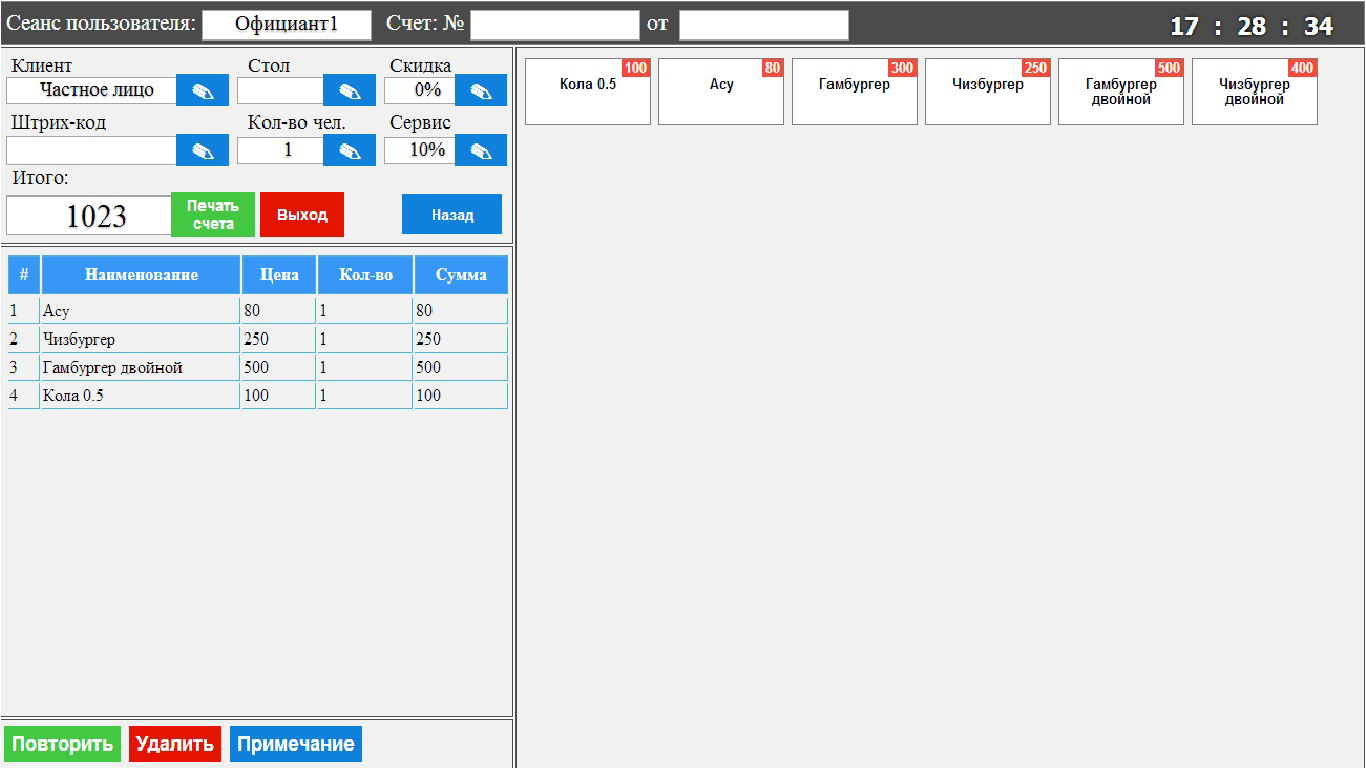 Сеанс пользователя: Официант1 Счет: № от 17 : 28 : 34
Клиент Стол Скидка
Частное лицо 0%
Штрих-код Кол-во чел. Сервис
1 10%
Итого:
1023 Печать счета Выход Назад
# Наименование Цена Кол-во Сумма
1 Асу 80 1 80
2 Чизбургер 250 1 250
3 Гамбургер двойной 500 1 500
4 Кола 0.5 100 1 100
Повторить Удалить Примечание
100 80 300 250 500 400
Кола 0.5 Асу Гамбургер Чизбургер Гамбургер двойной Чизбургер двойной